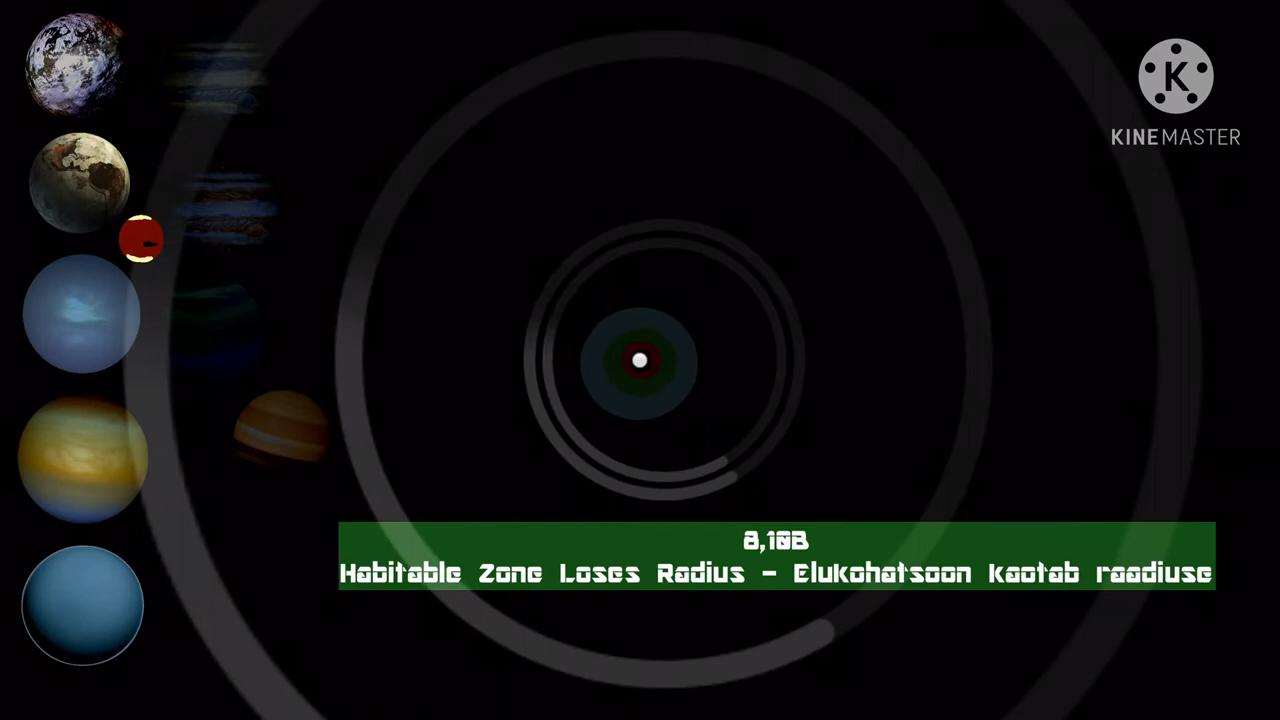 K
KINEMASTER
8,10B
Habitable Zone Loses Radius - Elukohatsoon kaotab raadiuse